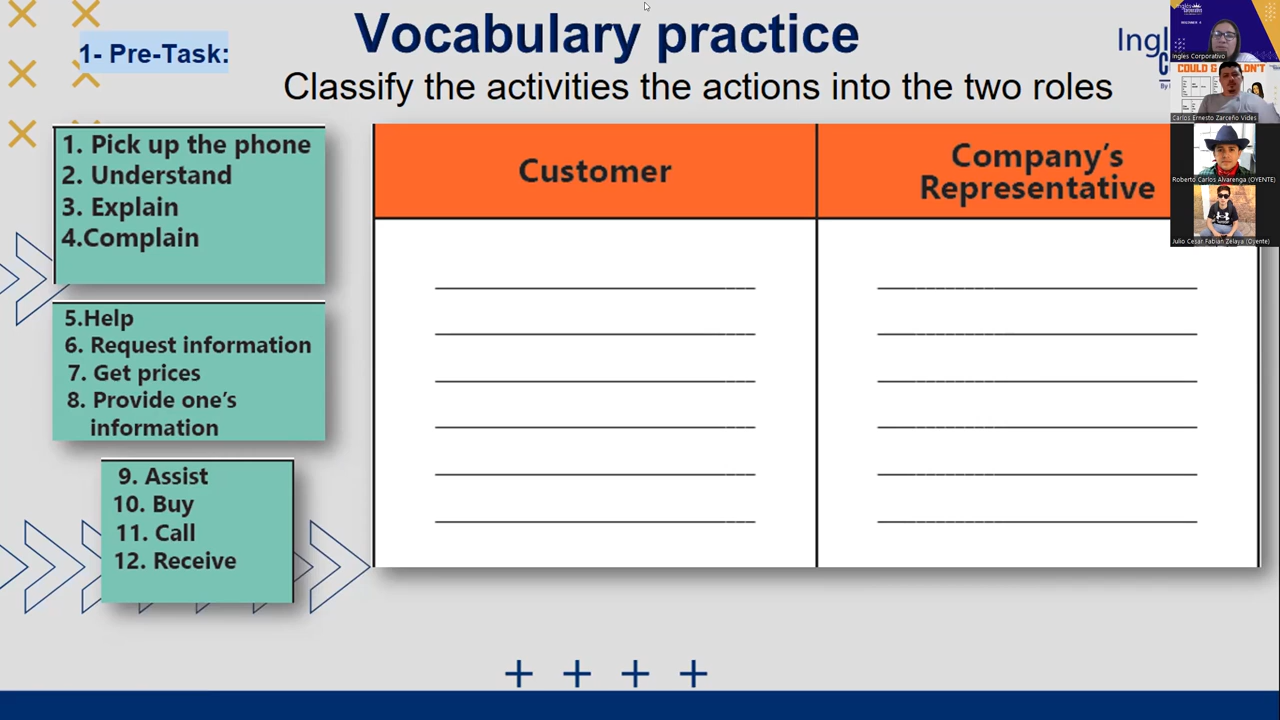 1- Pre-Task:
Vocabulary practice
Classify the activities the actions into the two roles
1. Pick up the phone
2. Understand
3. Explain
4.Complain
5.Help
6. Request information
7. Get prices
8. Provide one's
information
9. Assist
10. Buy
11. Call
12. Receive
Customer
Company's
Representative
Ingl
C
By
Ingles Corporativo
COULD & 
Carlos Ernesto Zarceño Vides
Roberto Carlos Alvarenga (OYENTE)
Julio Cesar Fabian Zelaya (Oyente)